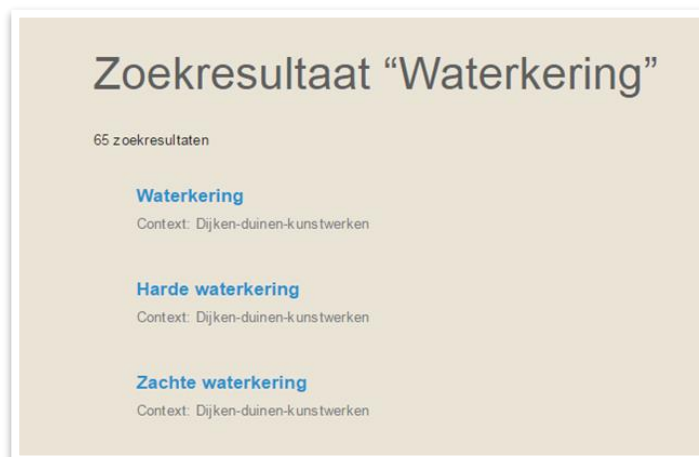 Zoekresultaat “Waterkering”
65 zoekresultaten
Waterkering
Context: Dijken-duinen-kunstwerken
Harde waterkering
Context: Dijken-duinen-kunstwerken
Zachte waterkering
Context: Dijken-duinen-kunstwerken